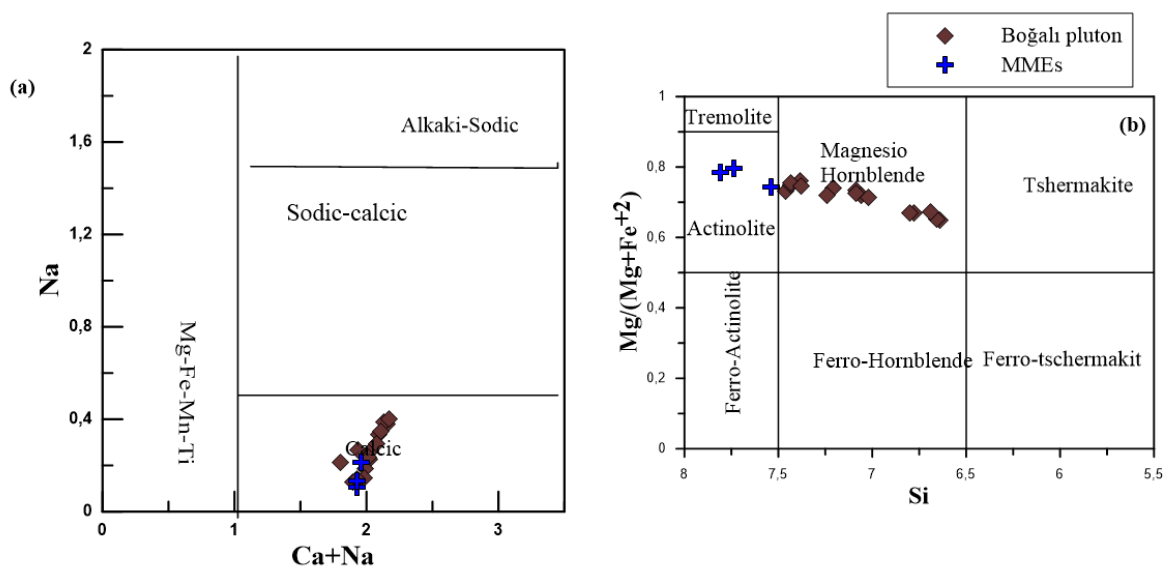 (a)
2
1,6
1,2
0,8
0,4
0
Na
Alkaki-Sodic
Sodic-calcic
Mg-Fe-Mn-Ti
Calcic
0
1
2
3
Ca+Na
Boğalı pluton
MMEs
(b)
1
0,8
0,6
0,4
0,2
0
Mg/(Mg+Fe+2)
Tremolite
Magnesio
Hornblende
Tshermakite
Actinolite
Ferro-Actinolite
Ferro-Hornblende
Ferro-tschermakit
8
7,5
7
6,5
6
5,5
Si